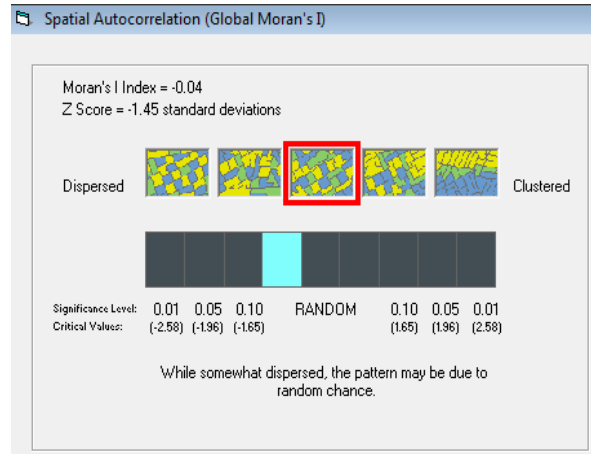 Spatial Autocorrelation (Global Moran's I)
Moran's I Index = -0.04
Z Score = -1.45 standard deviations
Dispersed
Clustered
Significance Level: 0.01 0.05 0.10 RANDOM 0.10 0.05 0.01
Critical Values: (-2.58) (-1.96) (-1.65) (1.65) (1.96) (2.58)
While somewhat dispersed, the pattern may be due to
random chance.